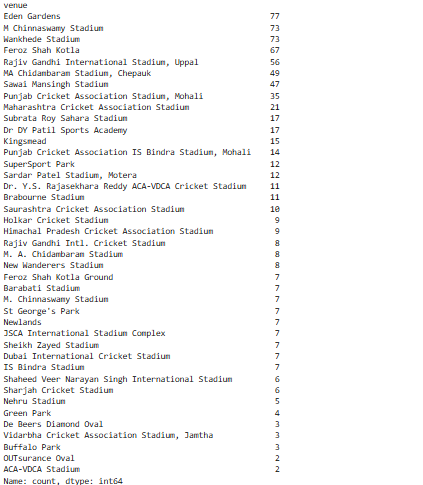 venue
Eden Gardens 77
M Chinnaswamy Stadium 73
Wankhede Stadium 73
Feroz Shah Kotla 67
Rajiv Gandhi International Stadium, Uppal 56
MA Chidambaram Stadium, Chepauk 49
Sawai Mansingh Stadium 47
Punjab Cricket Association Stadium, Mohali 35
Maharashtra Cricket Association Stadium 21
Subrata Roy Sahara Stadium 17
Dr DY Patil Sports Academy 17
Kingsmead 15
Punjab Cricket Association IS Bindra Stadium, Mohali 14
SuperSport Park 12
Sardar Patel Stadium, Motera 12
Dr. Y.S. Rajasekhara Reddy ACA-VDCA Cricket Stadium 11
Brabourne Stadium 11
Saurashtra Cricket Association Stadium 10
Holkar Cricket Stadium 9
Himachal Pradesh Cricket Association Stadium 9
Rajiv Gandhi Intl. Cricket Stadium 8
M. A. Chidambaram Stadium 8
New Wanderers Stadium 8
Feroz Shah Kotla Ground 7
Barabati Stadium 7
M. Chinnaswamy Stadium 7
St George's Park 7
Newlands 7
JSCA International Stadium Complex 7
Sheikh Zayed Stadium 7
Dubai International Cricket Stadium 7
IS Bindra Stadium 7
Shaheed Veer Narayan Singh International Stadium 6
Sharjah Cricket Stadium 6
Nehru Stadium 5
Green Park 4
De Beers Diamond Oval 3
Vidarbha Cricket Association Stadium, Jamtha 3
Buffalo Park 3
OUTsurance Oval 2
ACA-VDCA Stadium 2
Name: count, dtype: int64